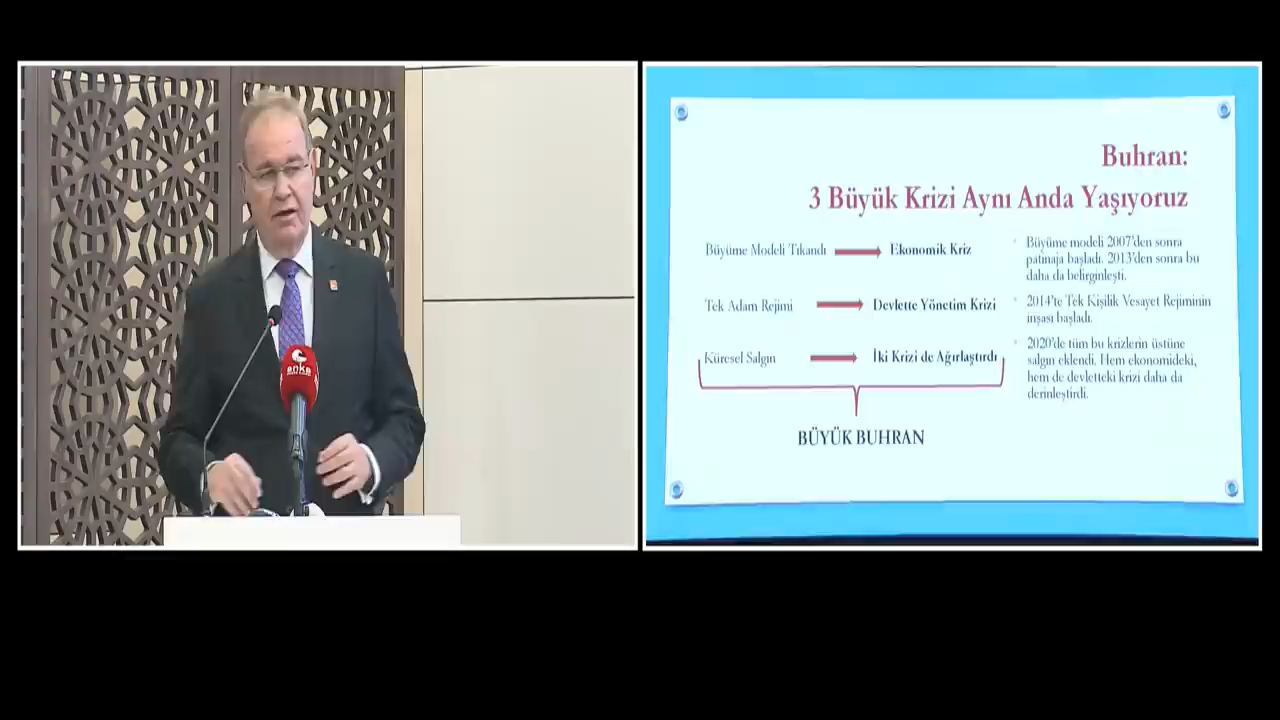 anka
Buhran:
3 Büyük Krizi Aynı Anda Yaşıyoruz
Büyüme Modeli Tıkandı
Ekonomik Kriz
Tek Adam Rejimi
Devlette Yönetim Krizi
Küresel Salgın
İki Krizi de Ağırlaştırdı
BÜYÜK BUHRAN
Büyüme modeli 2007'den sonra
patinaja başladı. 2013'den sonra bu
daha da belirginleşti.
2014'te Tek Kişilik Vesayet Rejiminin
inşası başladı.
2020'de tüm bu krizlerin üstüne
salgın eklendi. Hem ekonomideki,
hem de devletteki krizi daha da
derinleştirdi.